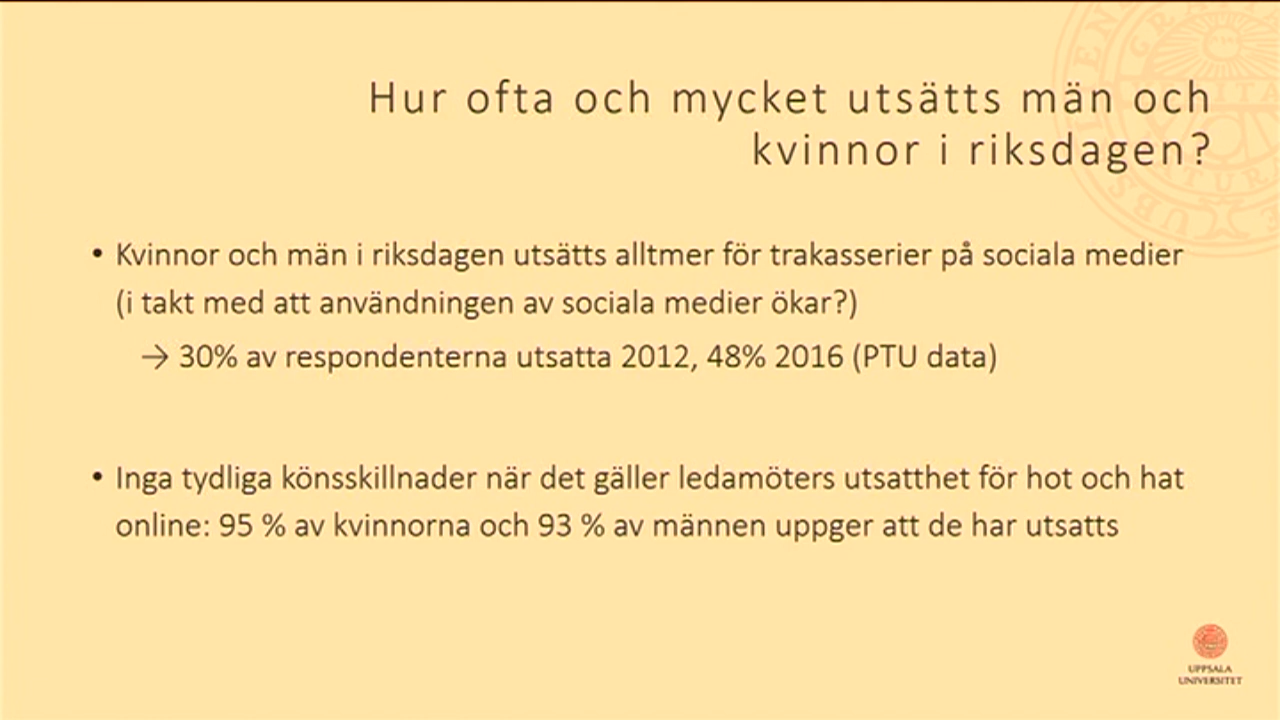 Hur ofta och mycket utsätts män och
kvinnor i riksdagen?
• Kvinnor och män i riksdagen utsätts alltmer för trakasserier på sociala medier
(i takt med att användningen av sociala medier ökar?)
→ 30% av respondenterna utsatta 2012, 48% 2016 (PTU data)
• Inga tydliga könsskillnader när det gäller ledamöters utsatthet för hot och hat
online: 95 % av kvinnorna och 93 % av männen uppger att de har utsatts
UPPSALA
UNIVERSITET